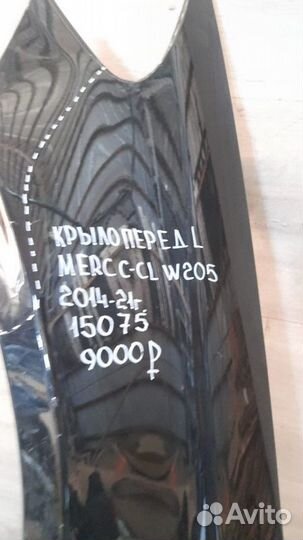 КРЫЛО ПЕРЕД L
MERC C-CL W205
2014-21г
15075
9000₽
Avito